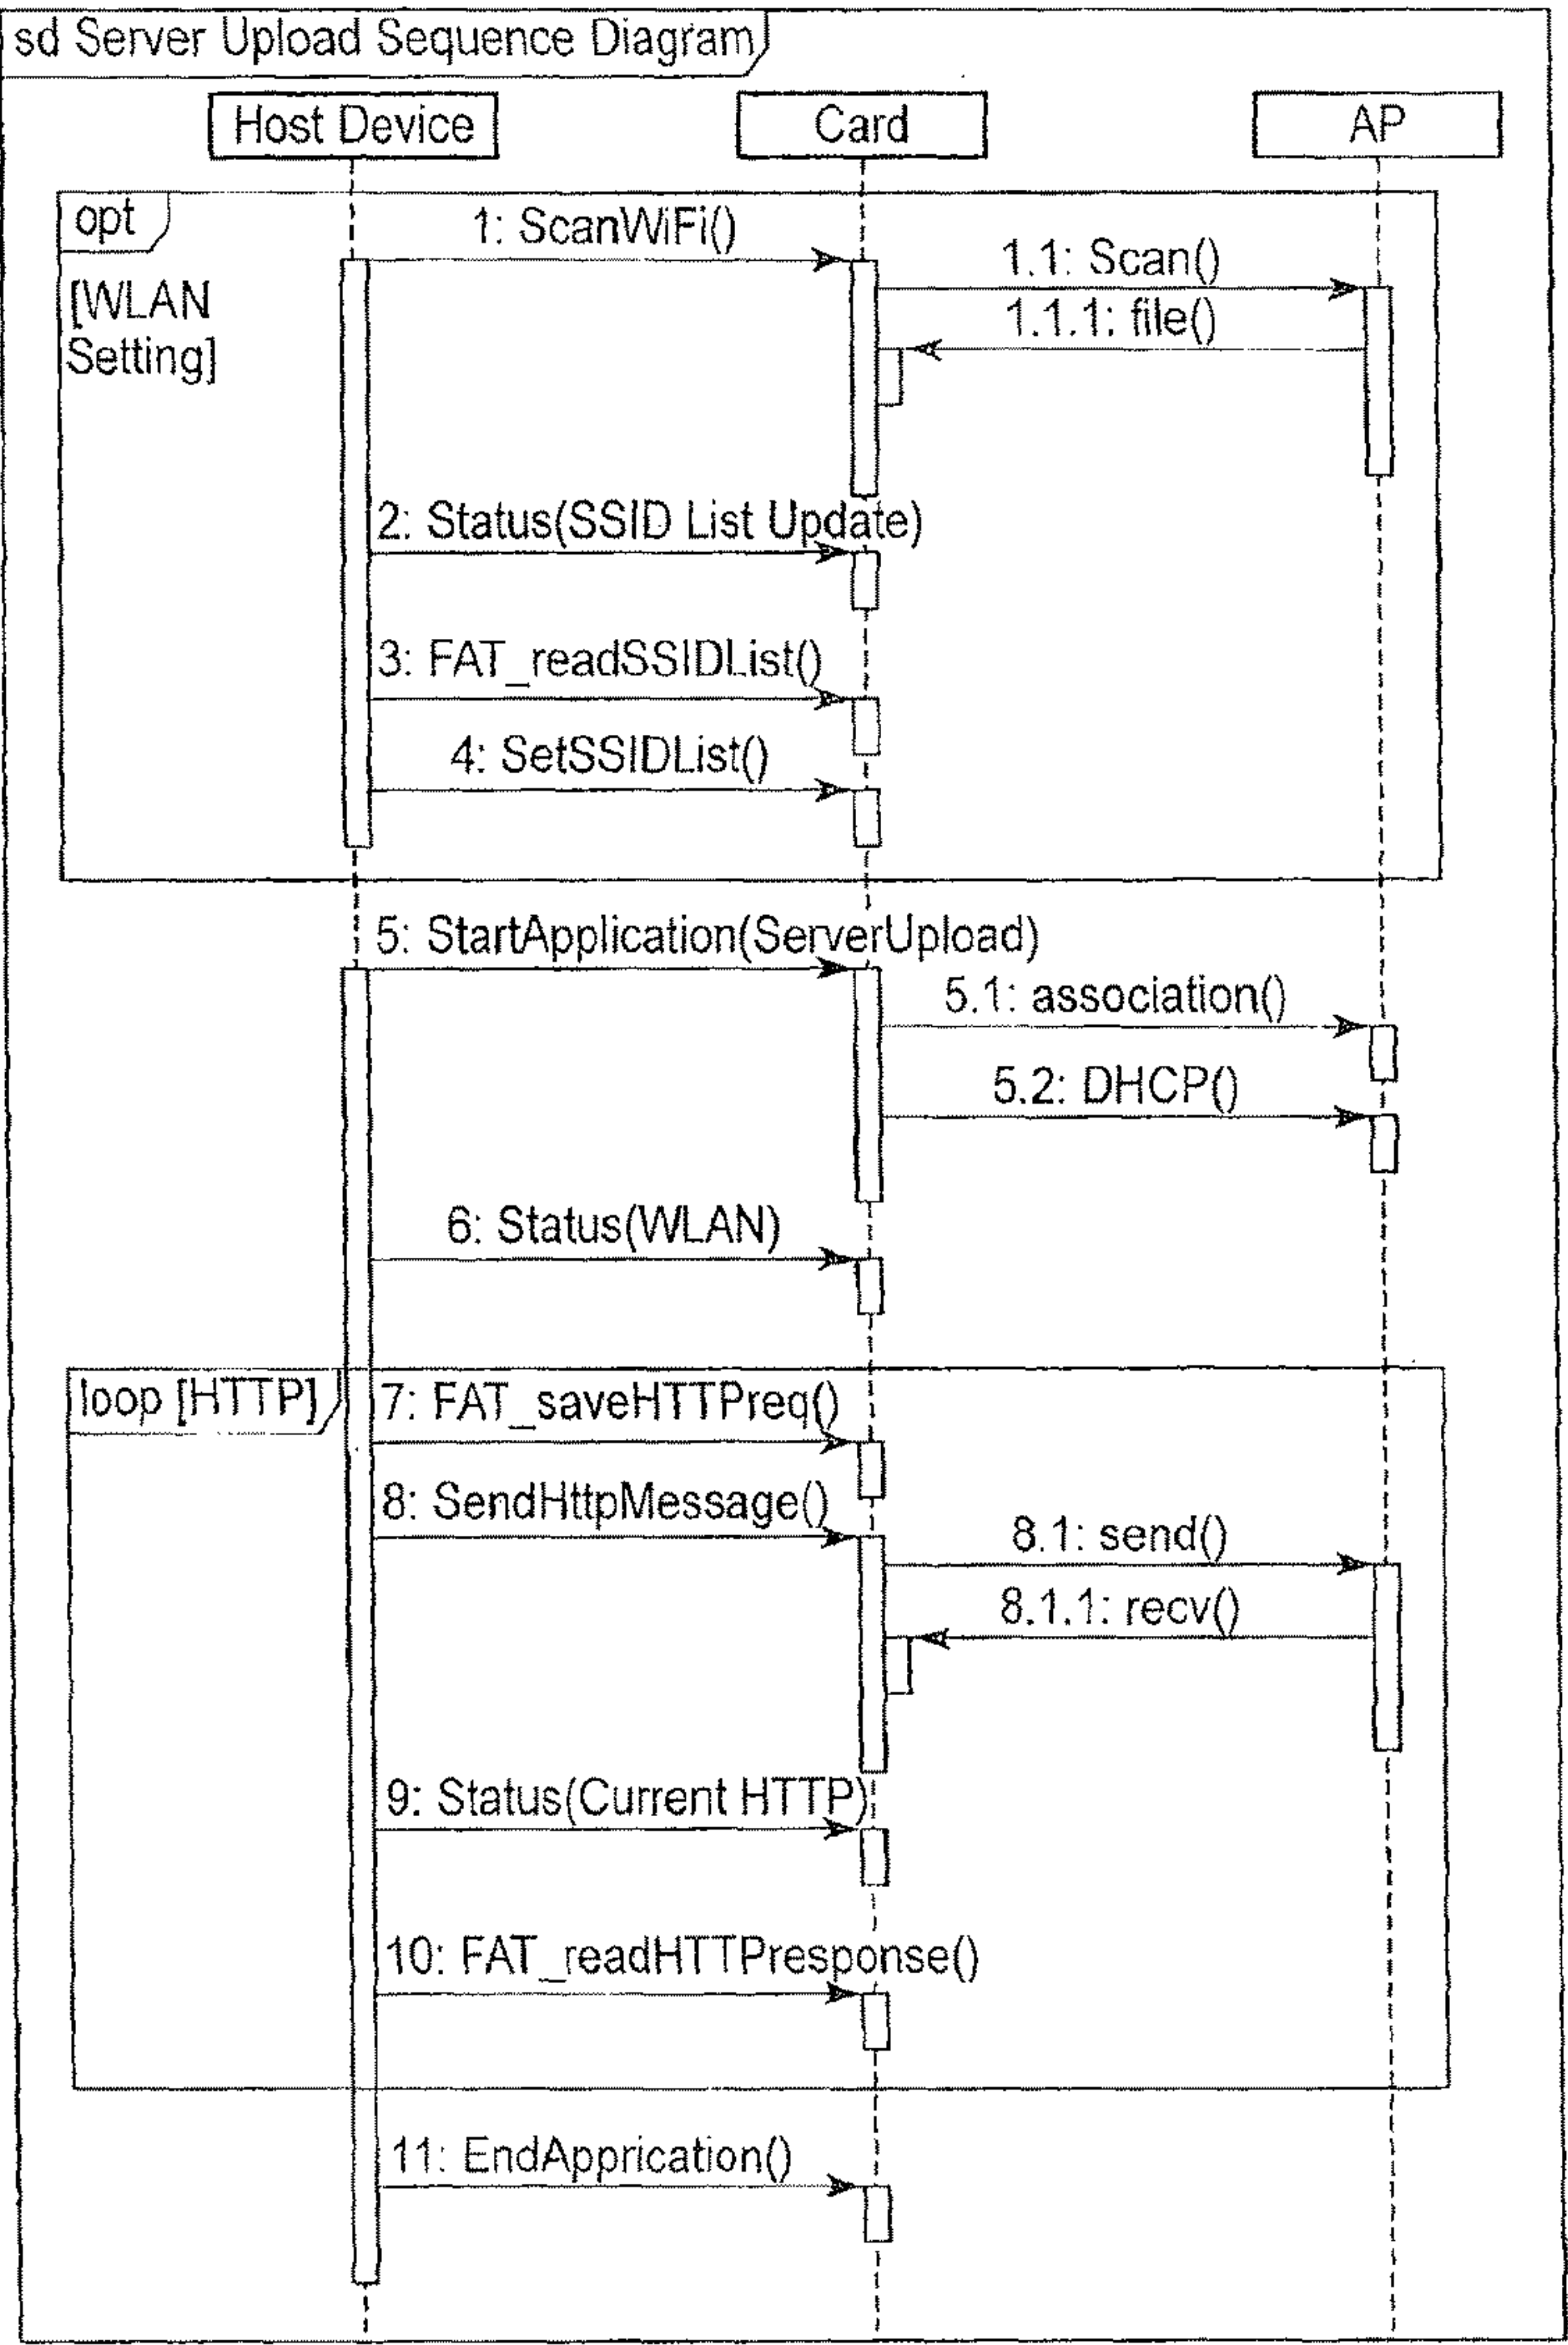 sd Server Upload Sequence Diagram
Host Device
Card
AP
opt
[WLAN
Setting]
1: ScanWiFi()
1.1: Scan()
1.1.1: file()
2: Status(SSID List Update)
3: FAT_readSSIDList()
4: SetSSIDList()
5: StartApplication(ServerUpload)
5.1: association()
5.2: DHCP()
6: Status(WLAN)
loop [HTTP]
7: FAT_saveHTTPreq()
8: SendHttpMessage()
8.1: send()
8.1.1: recv()
9: Status(Current HTTP)
10: FAT_readHTTPresponse()
11: EndApprication()